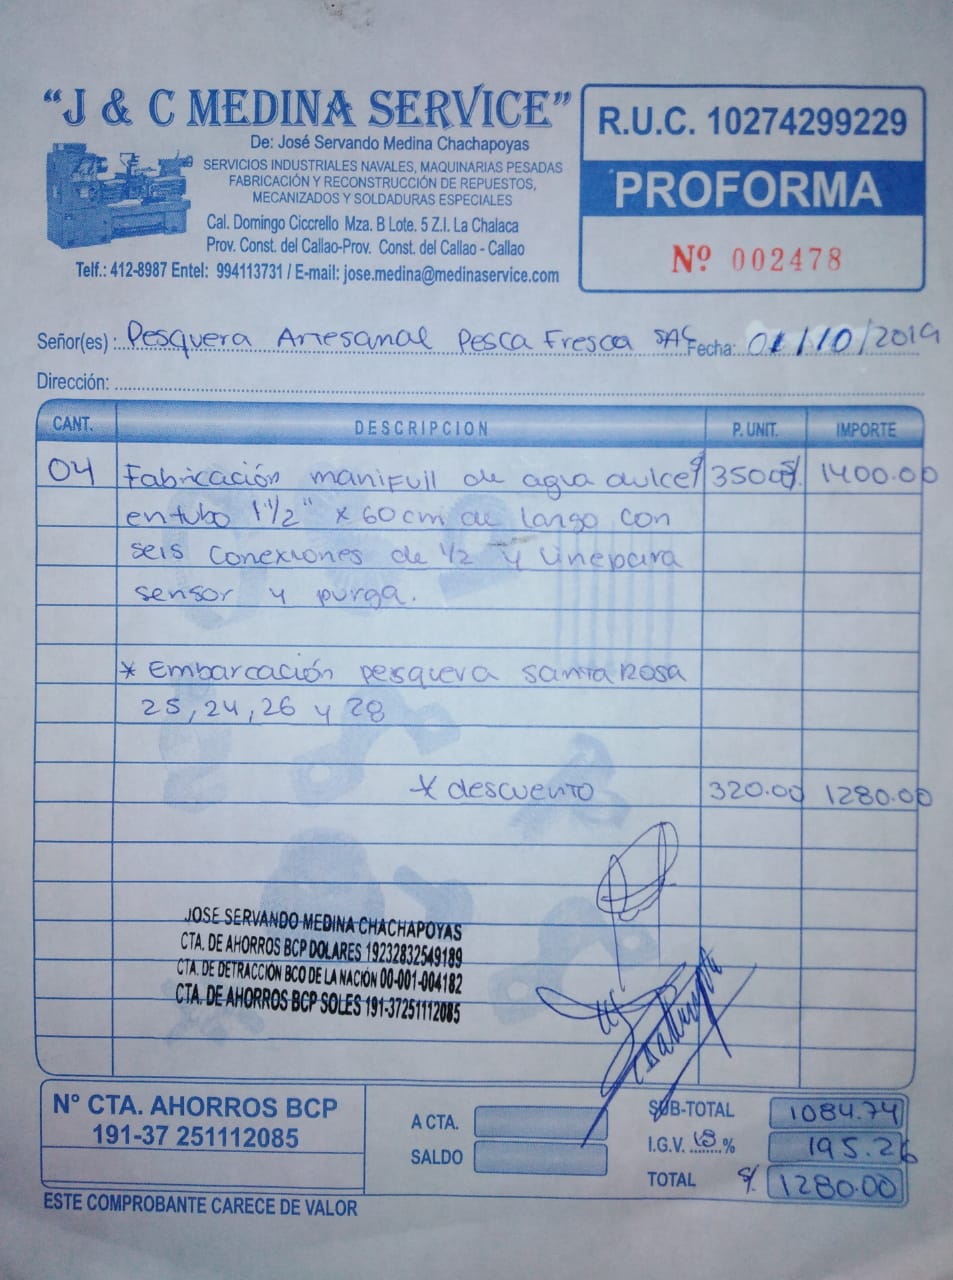 "J & C MEDINA SERVICE"
De: José Servando Medina Chachapoyas
SERVICIOS INDUSTRIALES NAVALES, MAQUINARIAS PESADAS
FABRICACIÓN Y RECONSTRUCCIÓN DE REPUESTOS,
MECANIZADOS Y SOLDADURAS ESPECIALES
Cal. Domingo Ciccrello Mza. B Lote. 5 Z.I. La Chalaca
Prov. Const. del Callao-Prov. Const. del Callao - Callao
Telf.: 412-8987 Entel: 994113731 / E-mail: jose.medina@medinaservice.com
R.U.C. 10274299229
PROFORMA
Nº 002478
Señor(es): Pesquera Artesanal Pesca Fresca SAC Fecha: 01/10/2019
Dirección:
CANT. DESCRIPCION P. UNIT. IMPORTE
04 Fabricación manifull de agua dulce 350 1400.00
en tubo 1 1/2" x 60cm de largo con
seis conexiones de 1/2 y Une para
sensor y purga.
* Embarcación pesquera Santa Rosa
25, 24, 26 y 28
* descuento 320.00 1280.00
JOSE SERVANDO MEDINA CHACHAPOYAS
CTA. DE AHORROS BCP DOLARES 19232832549189
CTA. DE DETRACCIÓN BCO DE LA NACIÓN 00-001-004182
CTA. DE AHORROS BCP SOLES 191-37251112085
N° CTA. AHORROS BCP
191-37 251112085
A CTA.
SALDO
SUB-TOTAL 1084.74
I.G.V. 18 % 195.26
TOTAL S/. 1280.00
ESTE COMPROBANTE CARECE DE VALOR